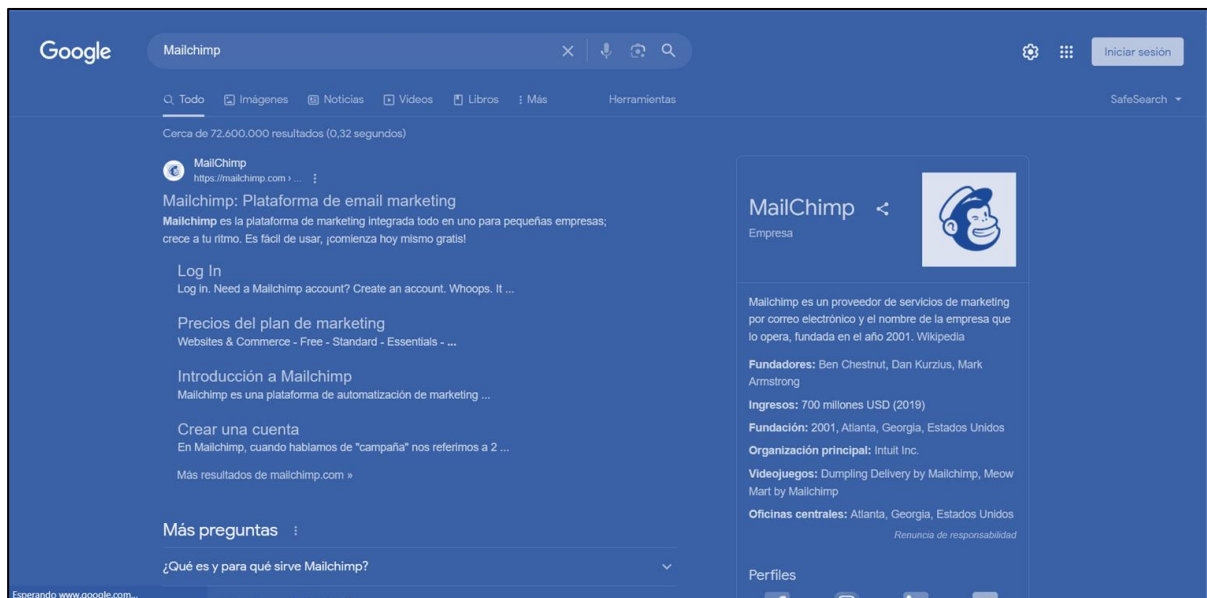 Google
Mailchimp
Iniciar sesión
Todo
Imágenes
Noticias
Videos
Libros
Más
Herramientas
SafeSearch
Cerca de 72.600.000 resultados (0,32 segundos)
MailChimp
https://mailchimp.com › ...
Mailchimp: Plataforma de email marketing
Mailchimp es la plataforma de marketing integrada todo en uno para pequeñas empresas;
crece a tu ritmo. Es fácil de usar, ¡comienza hoy mismo gratis!
Log In
Log in. Need a Mailchimp account? Create an account. Whoops. It ...
Precios del plan de marketing
Websites & Commerce - Free - Standard - Essentials - ...
Introducción a Mailchimp
Mailchimp es una plataforma de automatización de marketing ...
Crear una cuenta
En Mailchimp, cuando hablamos de "campaña" nos referimos a 2 ...
Más resultados de mailchimp.com »
Más preguntas
¿Qué es y para qué sirve Mailchimp?
Esperando www.google.com...
MailChimp
Empresa
Mailchimp es un proveedor de servicios de marketing
por correo electrónico y el nombre de la empresa que
lo opera, fundada en el año 2001. Wikipedia
Fundadores: Ben Chestnut, Dan Kurzius, Mark
Armstrong
Ingresos: 700 millones USD (2019)
Fundación: 2001, Atlanta, Georgia, Estados Unidos
Organización principal: Intuit Inc.
Videojuegos: Dumpling Delivery by Mailchimp, Meow
Mart by Mailchimp
Oficinas centrales: Atlanta, Georgia, Estados Unidos
Renuncia de responsabilidad
Perfiles